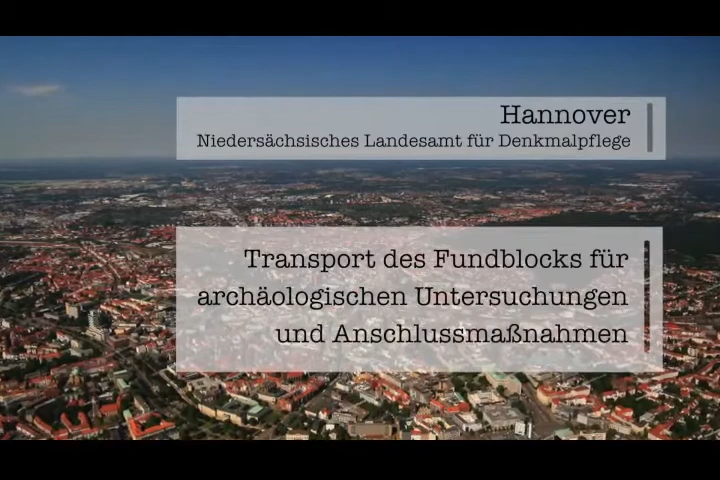 Hannover
Niedersächsisches Landesamt für Denkmalpflege
Transport des Fundblocks für
archäologischen Untersuchungen
und Anschlussmaßnahmen